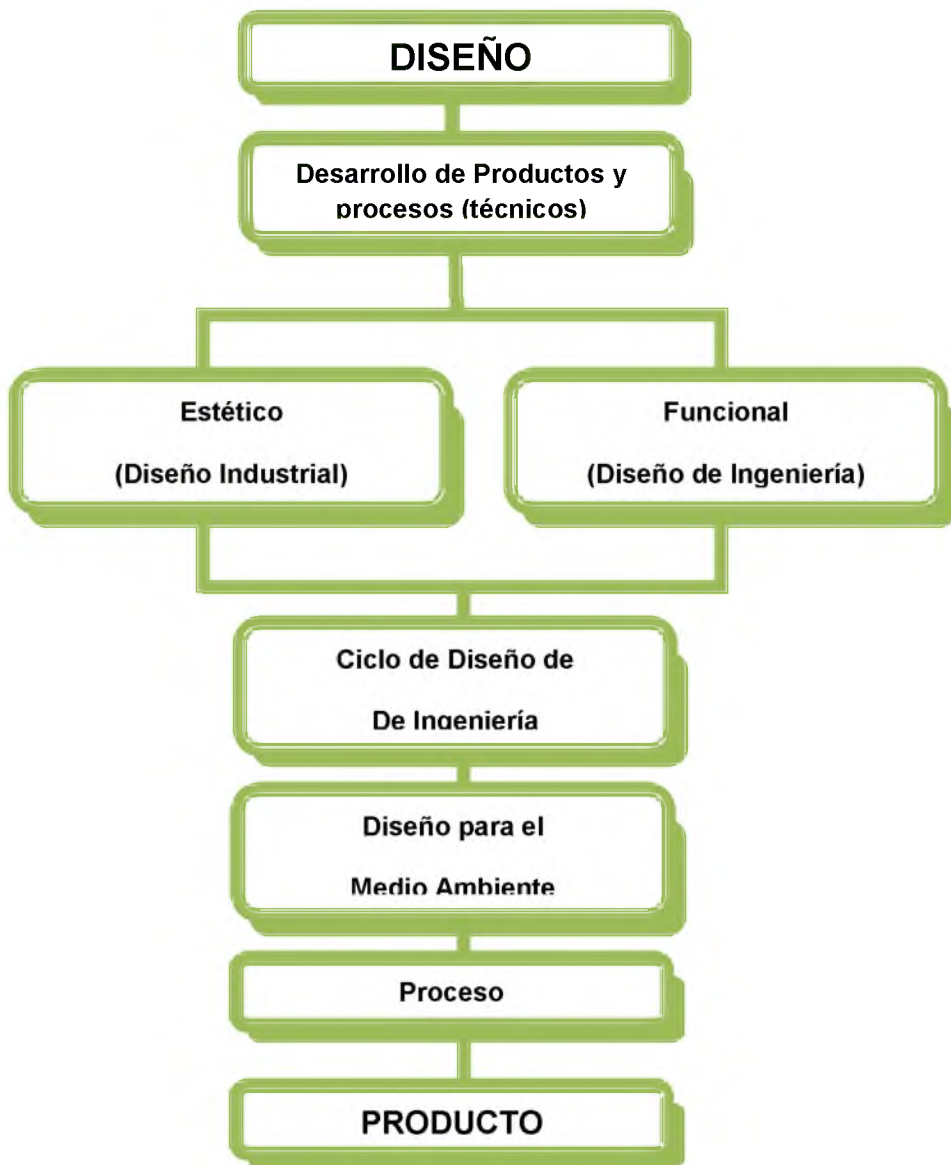 DISEÑO
Desarrollo de Productos y
procesos (técnicos)
Estético
(Diseño Industrial)
Funcional
(Diseño de Ingeniería)
Ciclo de Diseño de
De Ingeniería
Diseño para el
Medio Ambiente
Proceso
PRODUCTO